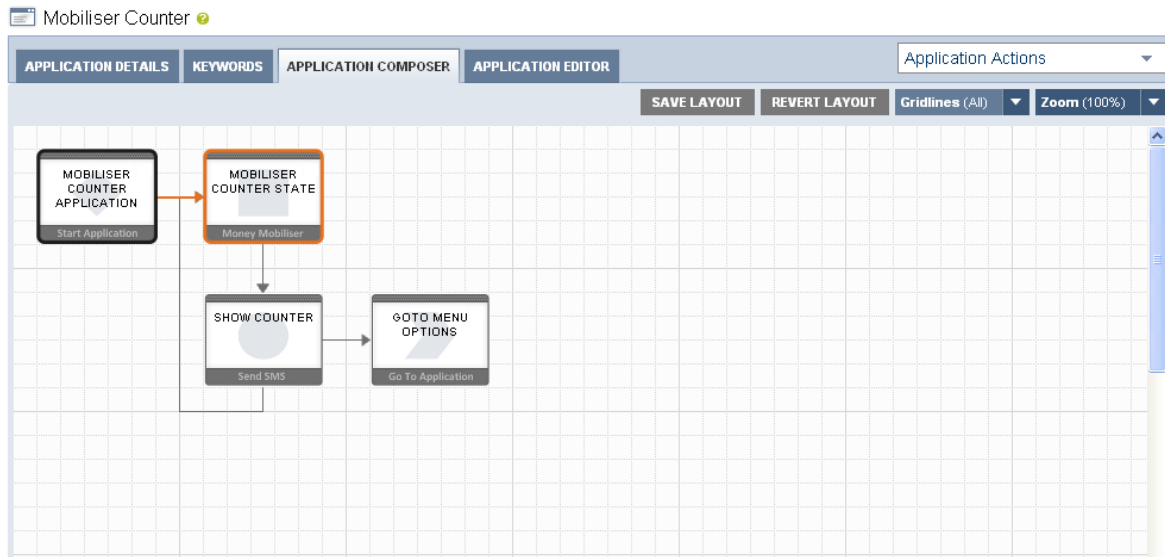 Mobiliser Counter
APPLICATION DETAILS KEYWORDS APPLICATION COMPOSER APPLICATION EDITOR
Application Actions
SAVE LAYOUT REVERT LAYOUT Gridlines (All) Zoom (100%)
MOBILISER
COUNTER
APPLICATION
Start Application
MOBILISER
COUNTER STATE
Money Mobiliser
SHOW COUNTER
Send SMS
GOTO MENU
OPTIONS
Go To Application